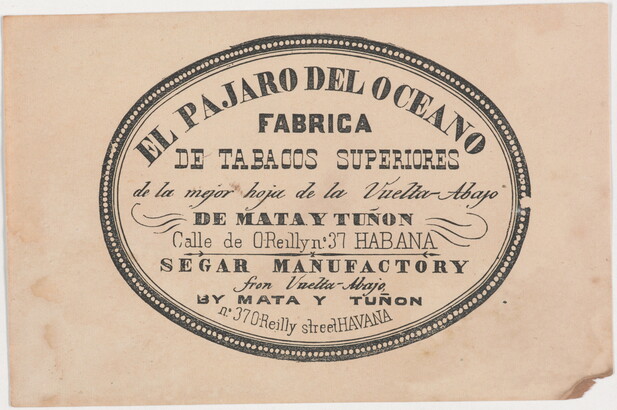 EL PAJARO DEL OCEANO
FABRICA
DE TABACOS SUPERIORES
de la mejor hoja de la Vuelta-Abajo
DE MATA Y TUÑON
Calle de O'Reilly nº 37 HABANA
SEGAR MANUFACTORY
fron Vuelta-Abajo,
BY MATA Y TUÑON
nº 37 O'Reilly street HAVANA